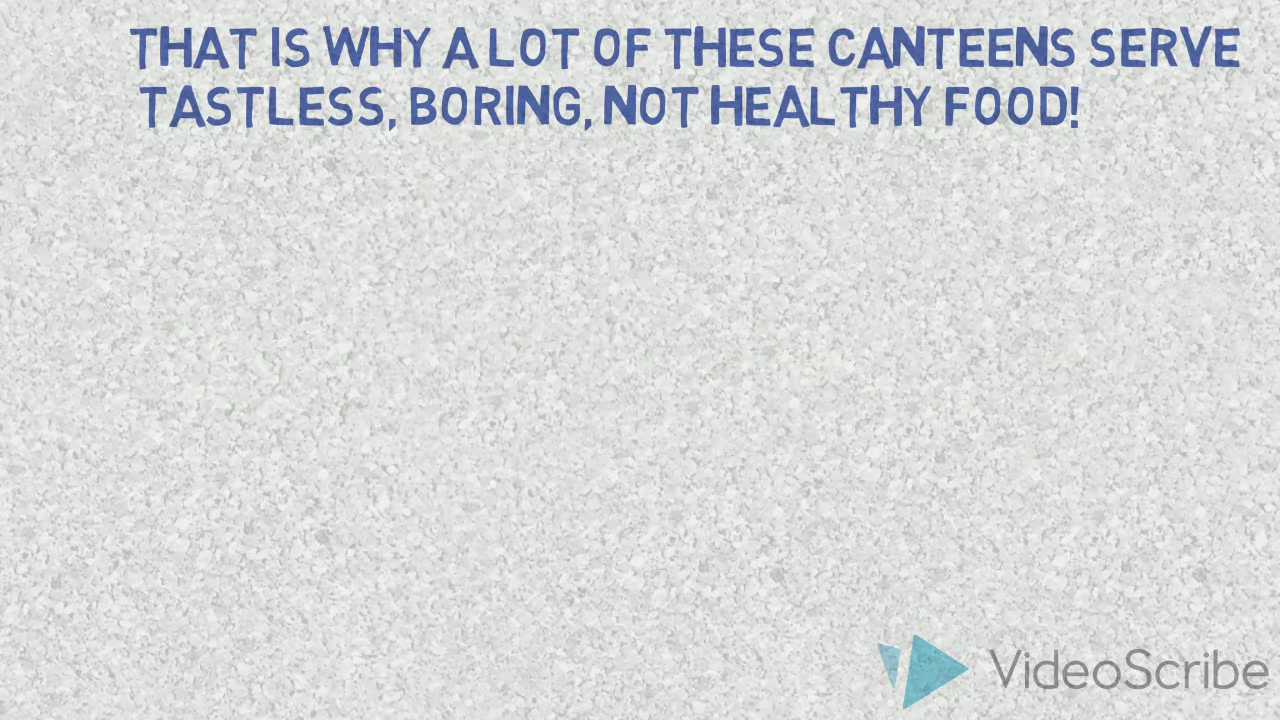 THAT IS WHY A LOT OF THESE CANTEENS SERVE
TASTLESS, BORING, NOT HEALTHY FOOD!
VideoScribe